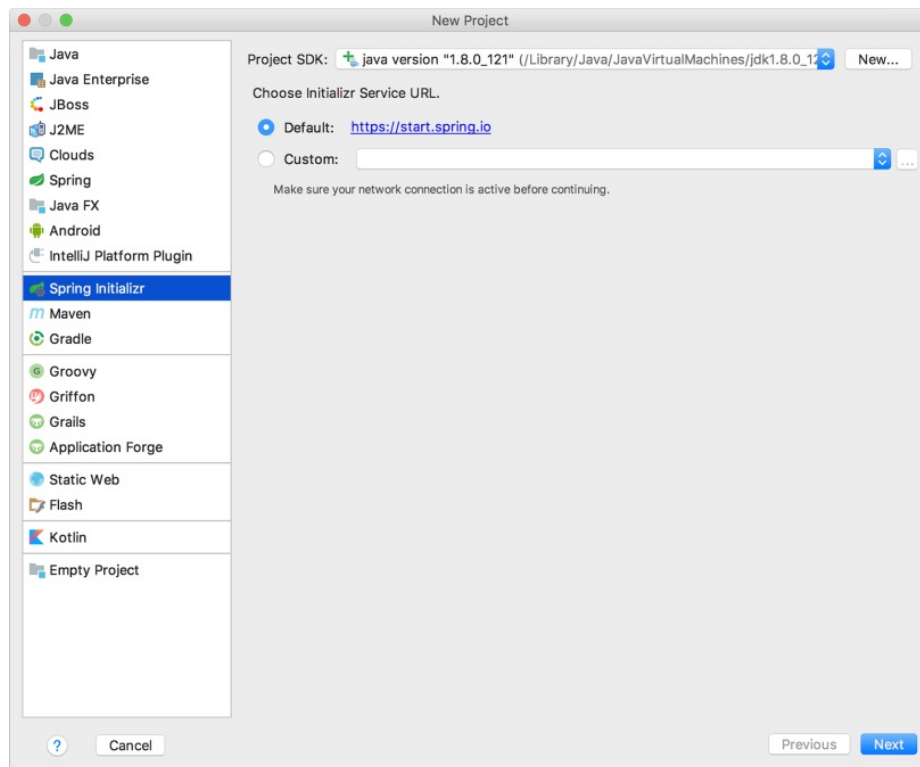 New Project
Java
Java Enterprise
JBoss
J2ME
Clouds
Spring
Java FX
Android
IntelliJ Platform Plugin
Spring Initializr
Maven
Gradle
Groovy
Griffon
Grails
Application Forge
Static Web
Flash
Kotlin
Empty Project
Project SDK: java version "1.8.0_121" (/Library/Java/JavaVirtualMachines/jdk1.8.0_12 New...
Choose Initializr Service URL.
Default: https://start.spring.io
Custom: ...
Make sure your network connection is active before continuing.
? Cancel Previous Next